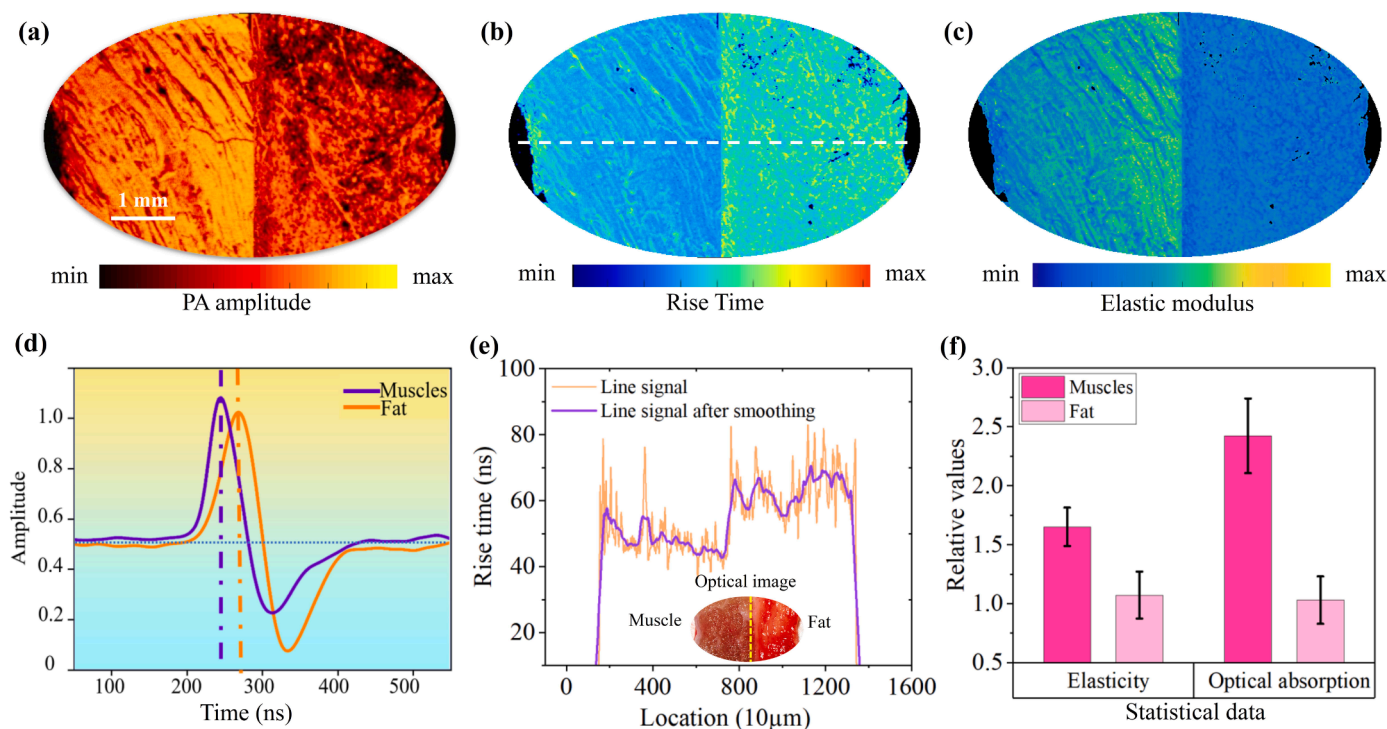 (a)
1 mm
min
max
PA amplitude
(b)
min
max
Rise Time
(c)
min
max
Elastic modulus
(d)
Muscles
Fat
Amplitude
1.0
0.8
0.6
0.4
0.2
0
100
200
300
400
500
Time (ns)
(e)
Line signal
Line signal after smoothing
Rise time (ns)
100
80
60
40
20
Optical image
Muscle
Fat
0
400
800
1200
1600
Location (10μm)
(f)
Muscles
Fat
Relative values
3.0
2.5
2.0
1.5
1.0
0.5
Elasticity
Optical absorption
Statistical data